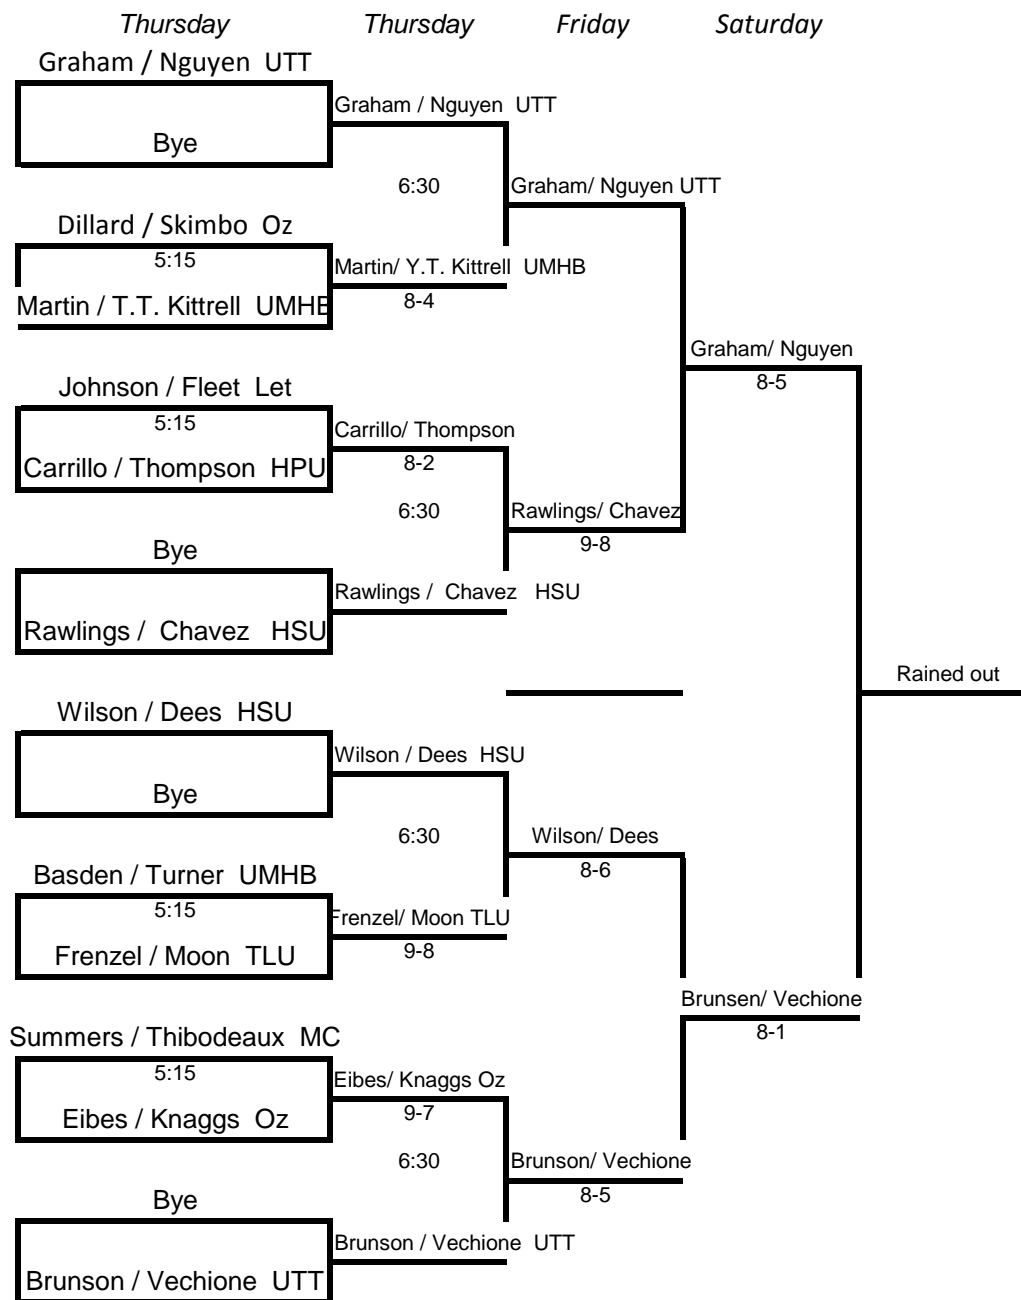 Thursday Thursday Friday Saturday
Graham / Nguyen UTT
Graham / Nguyen UTT
Bye
6:30 Graham/ Nguyen UTT
Dillard / Skimbo Oz
5:15 Martin/ Y.T. Kittrell UMHB
Martin / T.T. Kittrell UMHB 8-4
Graham/ Nguyen
8-5
Johnson / Fleet Let
5:15 Carrillo/ Thompson
Carrillo / Thompson HPU 8-2
6:30 Rawlings/ Chavez
9-8
Bye
Rawlings / Chavez HSU
Rawlings / Chavez HSU
Rained out
Wilson / Dees HSU
Wilson / Dees HSU
Bye
6:30 Wilson/ Dees
8-6
Basden / Turner UMHB
5:15 Frenzel/ Moon TLU
Frenzel / Moon TLU 9-8
Brunsen/ Vechione
8-1
Summers / Thibodeaux MC
5:15 Eibes/ Knaggs Oz
Eibes / Knaggs Oz 9-7
6:30 Brunson/ Vechione
8-5
Bye
Brunson / Vechione UTT
Brunson / Vechione UTT